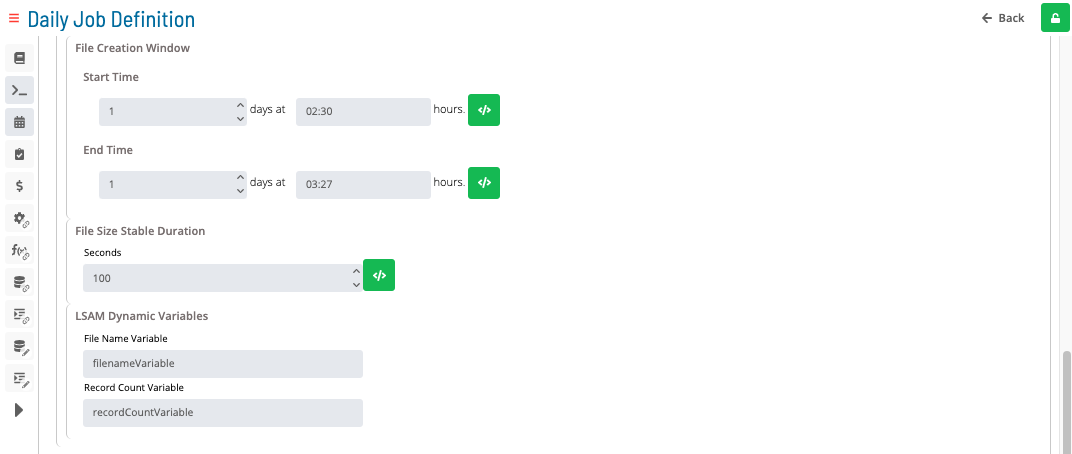 Daily Job Definition
Back
File Creation Window
Start Time
1 days at 02:30 hours.
End Time
1 days at 03:27 hours.
File Size Stable Duration
Seconds
100
LSAM Dynamic Variables
File Name Variable
filenameVariable
Record Count Variable
recordCountVariable